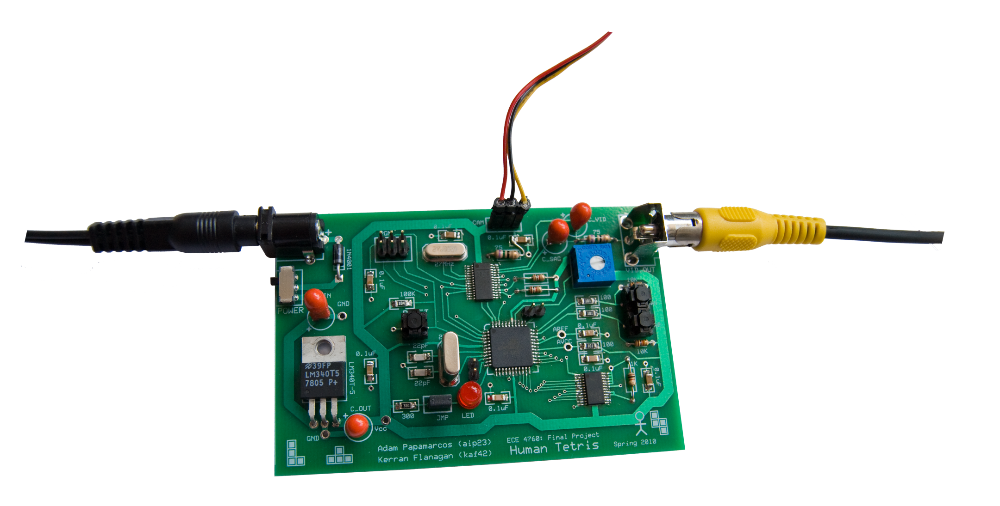 CAM
0.1uF
C_VID
75
+
PGM
0.1uF
75
+
C_SAG
27MHz
1N4001
VID_OUT
10K
POWER
0.1uF
IN
GND
+
100K
104
100
101
100
101
0.1uF
AREF
AVCC
101
100
10K
22pF
22pF
0.1uF
0.1uF
1K
0.1uF
39FP
LM340T5
7805 P+
LM340T-5
331
300
JMP
LED
0.1uF
C_OUT
+
Vcc
GND
Adam Papamarcos (aip23)
Kerran Flanagan (kaf42)
ECE 4760: Final Project
Human Tetris
Spring 2010